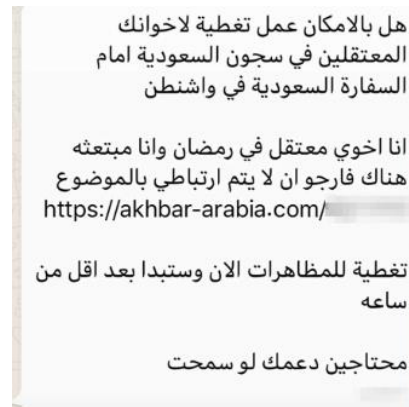 هل بالامكان عمل تغطية لاخوانك
المعتقلين في سجون السعودية امام
السفارة السعودية في واشنطن
انا اخوي معتقل في رمضان وانا مبتعثه
هناك فارجو ان لا يتم ارتباطي بالموضوع
https://akhbar-arabia.com/
تغطية للمظاهرات الان وستبدا بعد اقل من
ساعه
محتاجين دعمك لو سمحت